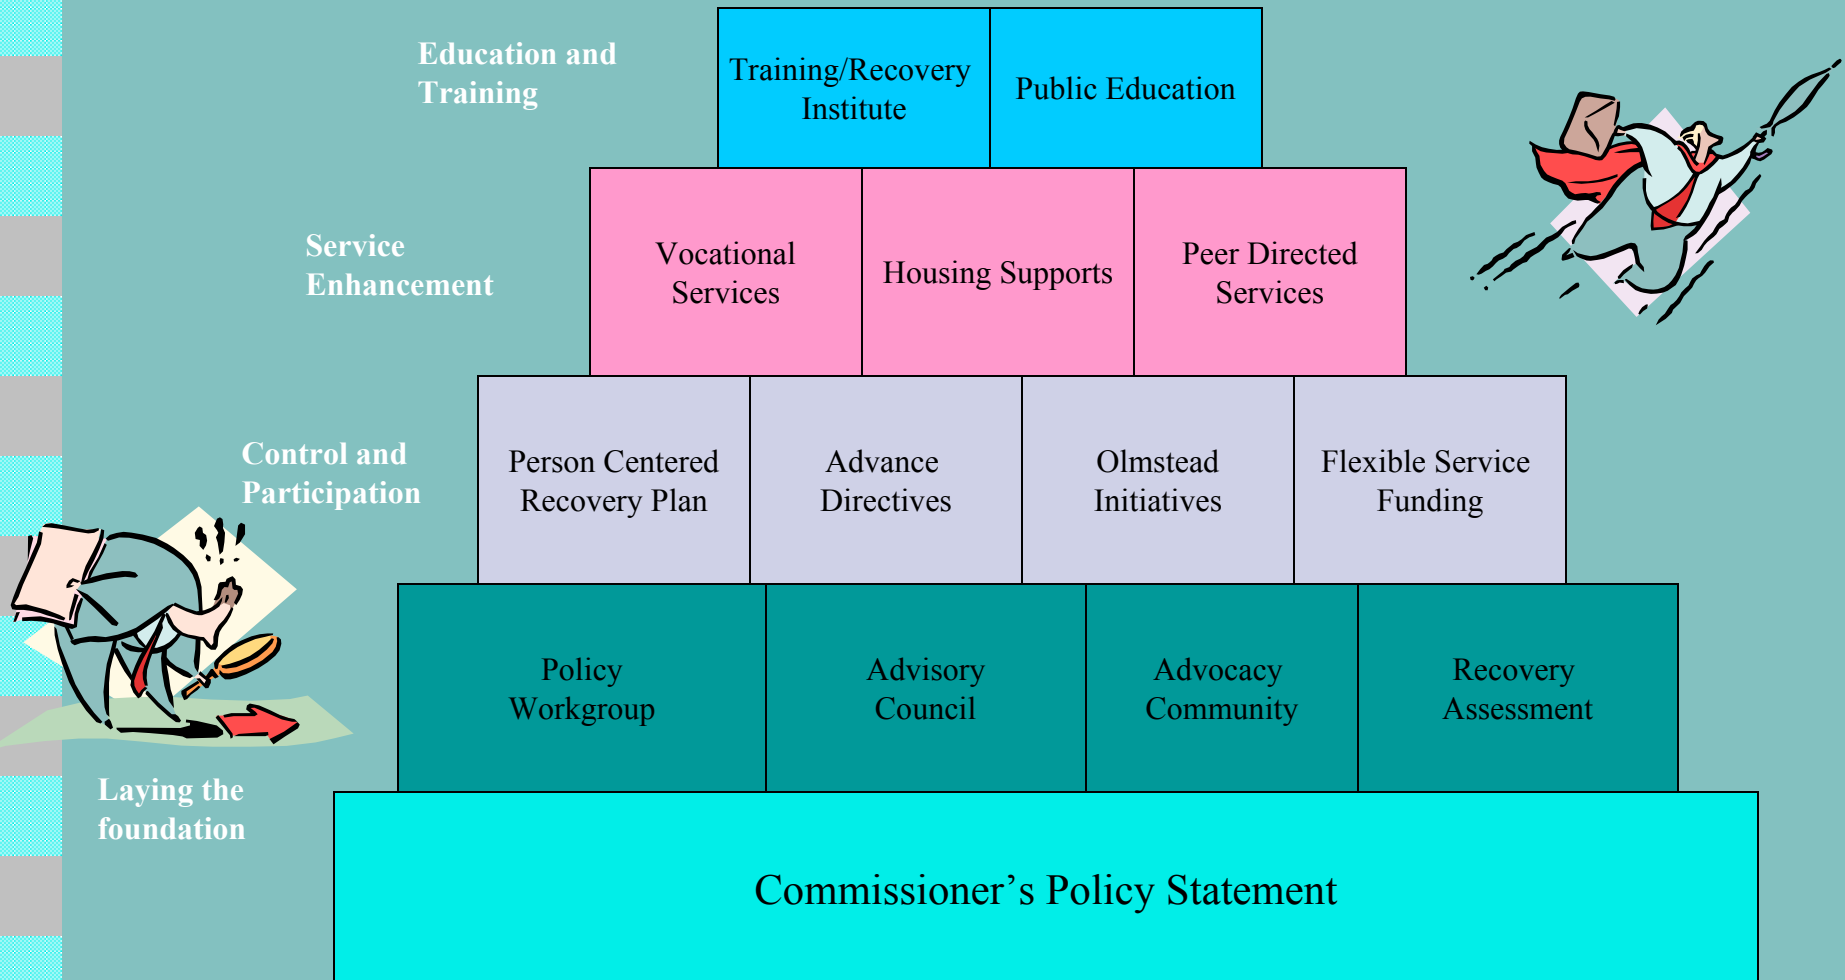 Education and
Training
Training/Recovery
Institute
Public Education
Service
Enhancement
Vocational
Services
Housing Supports
Peer Directed
Services
Control and
Participation
Person Centered
Recovery Plan
Advance
Directives
Olmstead
Initiatives
Flexible Service
Funding
Policy
Workgroup
Advisory
Council
Advocacy
Community
Recovery
Assessment
Laying the
foundation
Commissioner’s Policy Statement